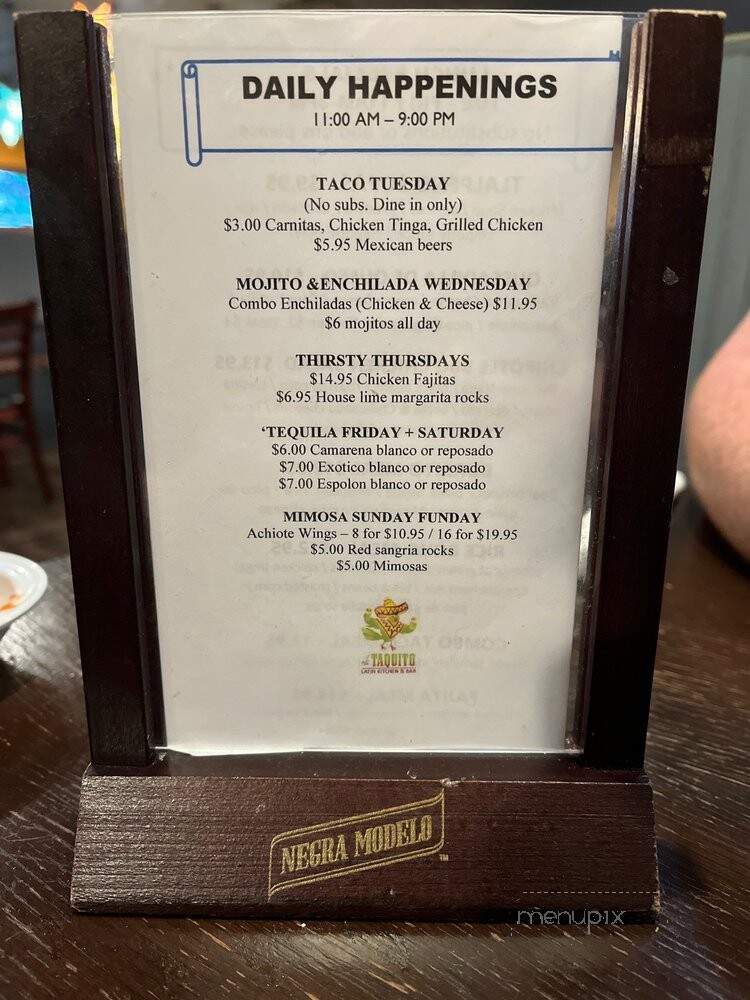 DAILY HAPPENINGS
11:00 AM – 9:00 PM
TACO TUESDAY
(No subs. Dine in only)
$3.00 Carnitas, Chicken Tinga, Grilled Chicken
$5.95 Mexican beers
MOJITO &ENCHILADA WEDNESDAY
Combo Enchiladas (Chicken & Cheese) $11.95
$6 mojitos all day
THIRSTY THURSDAYS
$14.95 Chicken Fajitas
$6.95 House lime margarita rocks
‘TEQUILA FRIDAY + SATURDAY
$6.00 Camarena blanco or reposado
$7.00 Exotico blanco or reposado
$7.00 Espolon blanco or reposado
MIMOSA SUNDAY FUNDAY
Achiote Wings – 8 for $10.95 / 16 for $19.95
$5.00 Red sangria rocks
$5.00 Mimosas
TAQUITO
LATIN KITCHEN & BAR
NEGRA MODELO™
menupix